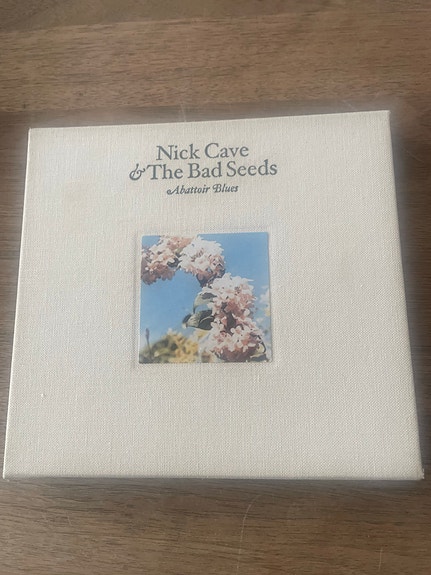 Nick Cave
& The Bad Seeds
Abattoir Blues